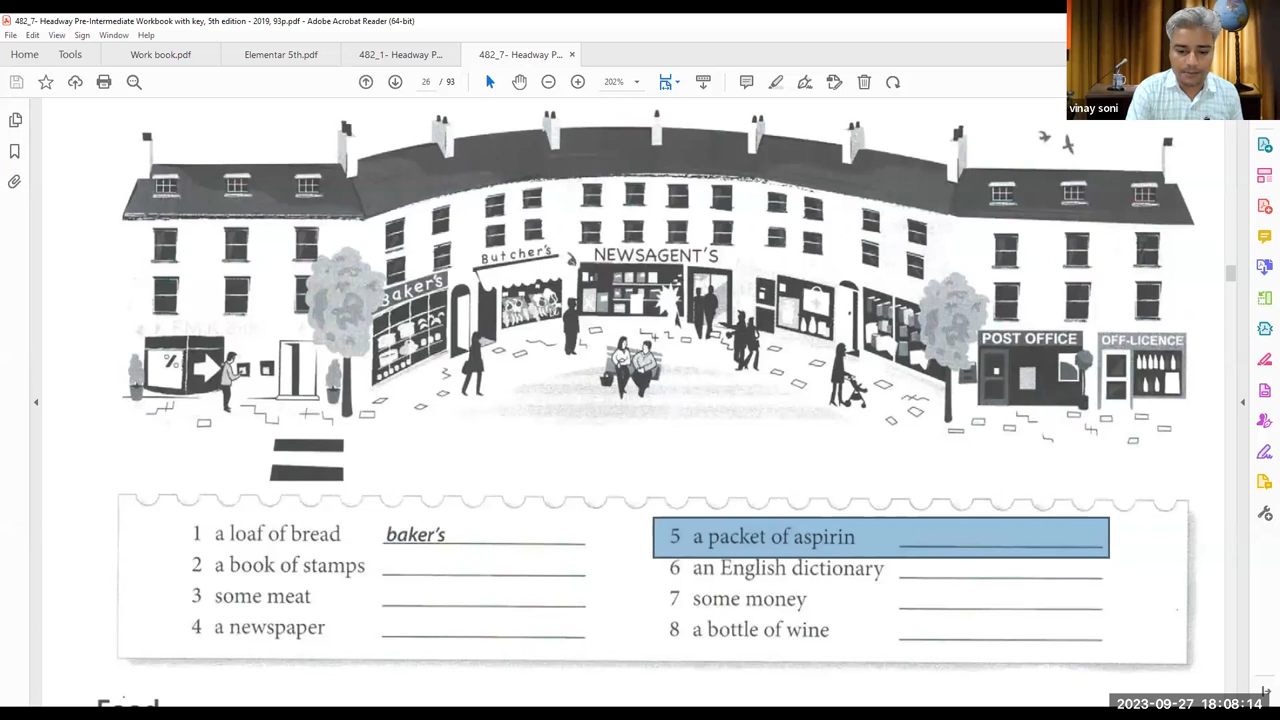 482_7- Headway Pre-Intermediate Workbook with key, 5th edition - 2019, 93p.pdf - Adobe Acrobat Reader (64-bit)
File Edit View Sign Window Help
Home Tools Work book.pdf Elementar 5th.pdf 482_1- Headway P... 482_7- Headway P... ×
26 / 93 202%
vinay soni
Baker's
Butcher's
NEWSAGENT'S
POST OFFICE
OFF-LICENCE
%
1 a loaf of bread baker's
2 a book of stamps
3 some meat
4 a newspaper
5 a packet of aspirin
6 an English dictionary
7 some money
8 a bottle of wine
2023-09-27 18:08:14